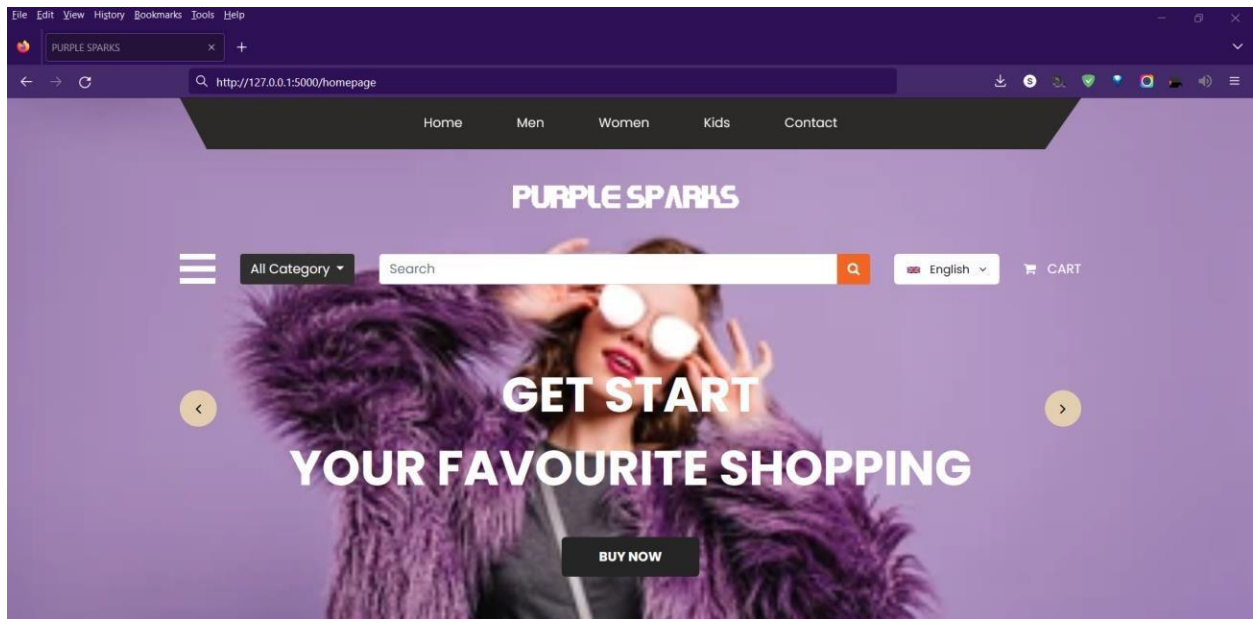 File Edit View History Bookmarks Tools Help
PURPLE SPARKS
http://127.0.0.1:5000/homepage
Home Men Women Kids Contact
PURPLE SPARKS
All Category Search English CART
GET START
YOUR FAVOURITE SHOPPING
BUY NOW